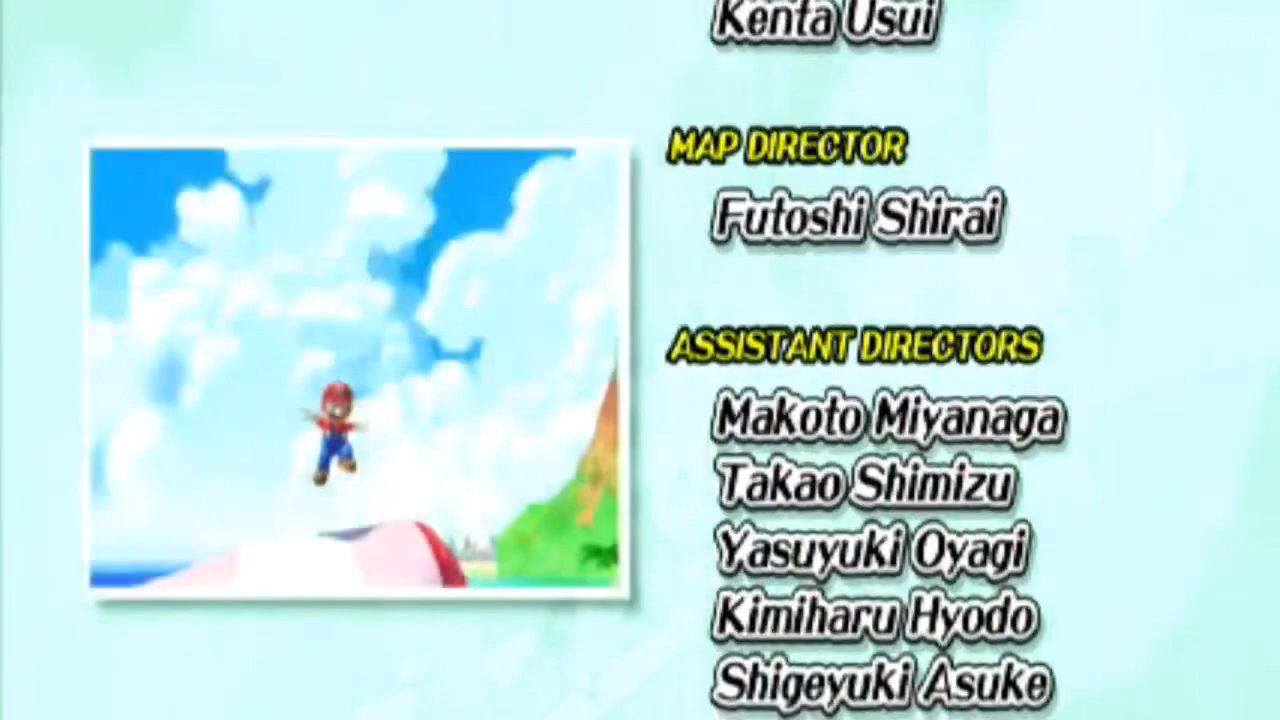 Kenta Usui
MAP DIRECTOR
Futoshi Shirai
ASSISTANT DIRECTORS
Makoto Miyanaga
Takao Shimizu
Yasuyuki Oyagi
Kimiharu Hyodo
Shigeyuki Asuke